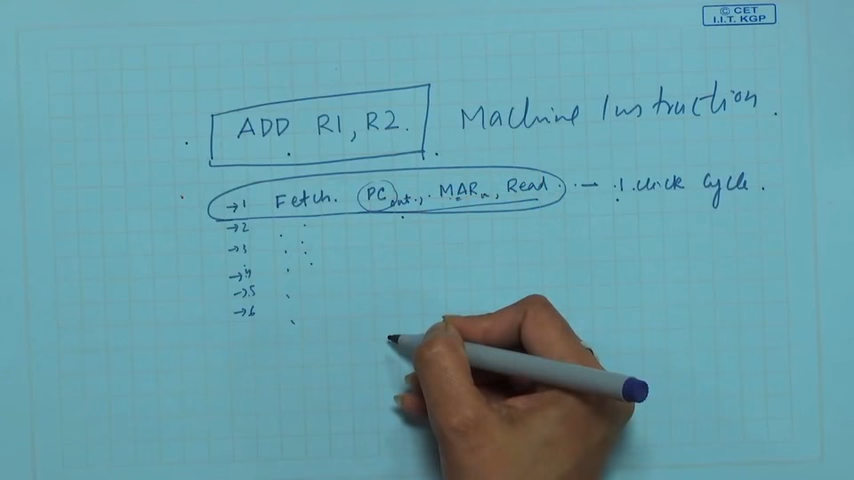 © CET
I.I.T. KGP
ADD R1, R2. Machine Instruction.
→1 Fetch. PCout, MARin, Read. — 1 clock cycle.
→2
→3
→4
→5
→6